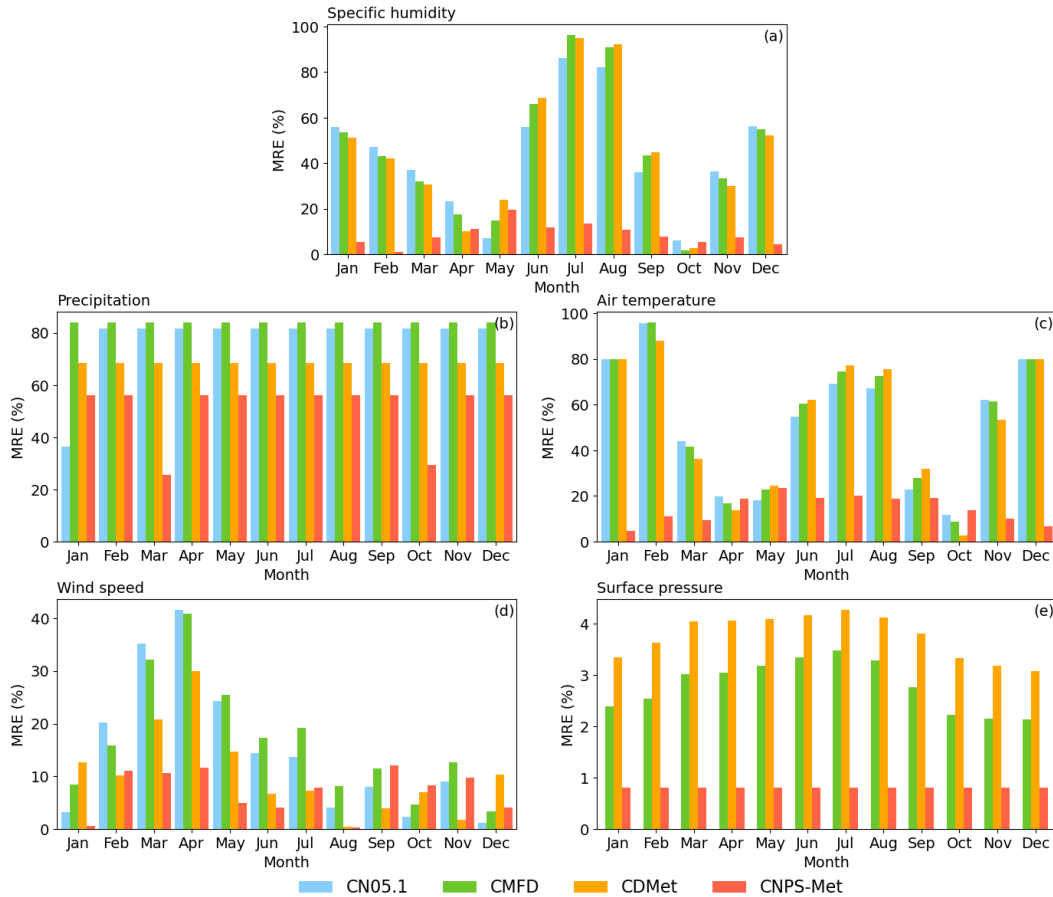 Specific humidity
(a)
MRE (%)
100
80
60
40
20
0
Jan Feb Mar Apr May Jun Jul Aug Sep Oct Nov Dec
Month
Precipitation
(b)
MRE (%)
80
60
40
20
0
Jan Feb Mar Apr May Jun Jul Aug Sep Oct Nov Dec
Month
Air temperature
(c)
MRE (%)
100
80
60
40
20
0
Jan Feb Mar Apr May Jun Jul Aug Sep Oct Nov Dec
Month
Wind speed
(d)
MRE (%)
40
30
20
10
0
Jan Feb Mar Apr May Jun Jul Aug Sep Oct Nov Dec
Month
Surface pressure
(e)
MRE (%)
4
3
2
1
0
Jan Feb Mar Apr May Jun Jul Aug Sep Oct Nov Dec
Month
CN05.1 CMFD CDMet CNPS-Met